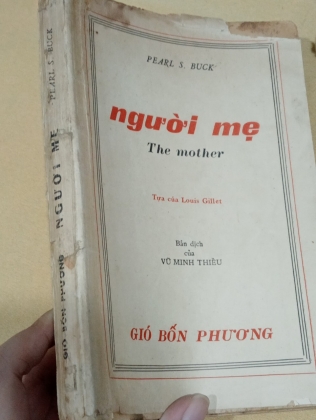 PEARL S. BUCK
người mẹ
The mother
Tựa của Louis Gillet
Bản dịch
của
VŨ MINH THIỀU
GIÓ BỐN PHƯƠNG
PEARL S. BUCK
NGƯỜI MẸ
GIÓ BỐN PHƯƠNG